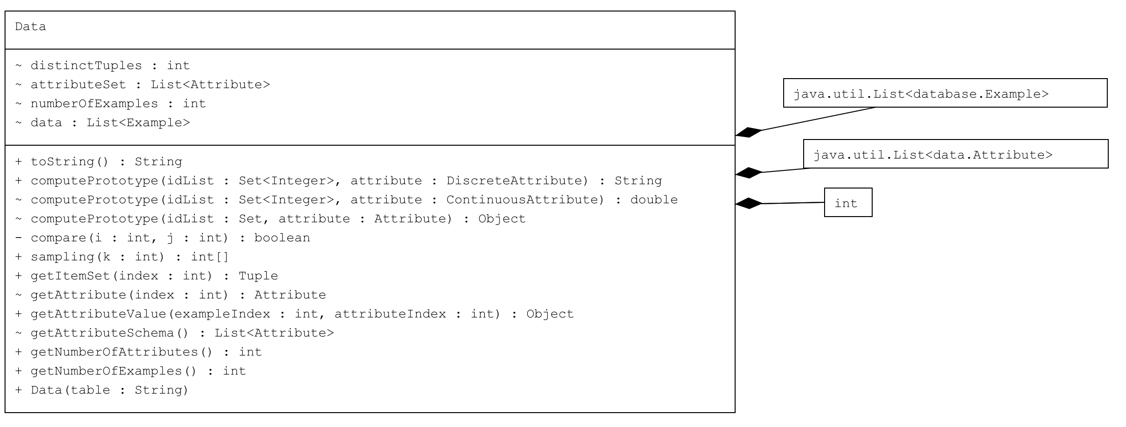 Data
~ distinctTuples : int
~ attributeSet : List<Attribute>
~ numberOfExamples : int
~ data : List<Example>
+ toString() : String
+ computePrototype(idList : Set<Integer>, attribute : DiscreteAttribute) : String
~ computePrototype(idList : Set<Integer>, attribute : ContinuousAttribute) : double
~ computePrototype(idList : Set, attribute : Attribute) : Object
- compare(i : int, j : int) : boolean
+ sampling(k : int) : int[]
+ getItemSet(index : int) : Tuple
~ getAttribute(index : int) : Attribute
+ getAttributeValue(exampleIndex : int, attributeIndex : int) : Object
~ getAttributeSchema() : List<Attribute>
+ getNumberOfAttributes() : int
+ getNumberOfExamples() : int
+ Data(table : String)
java.util.List<database.Example>
java.util.List<data.Attribute>
int